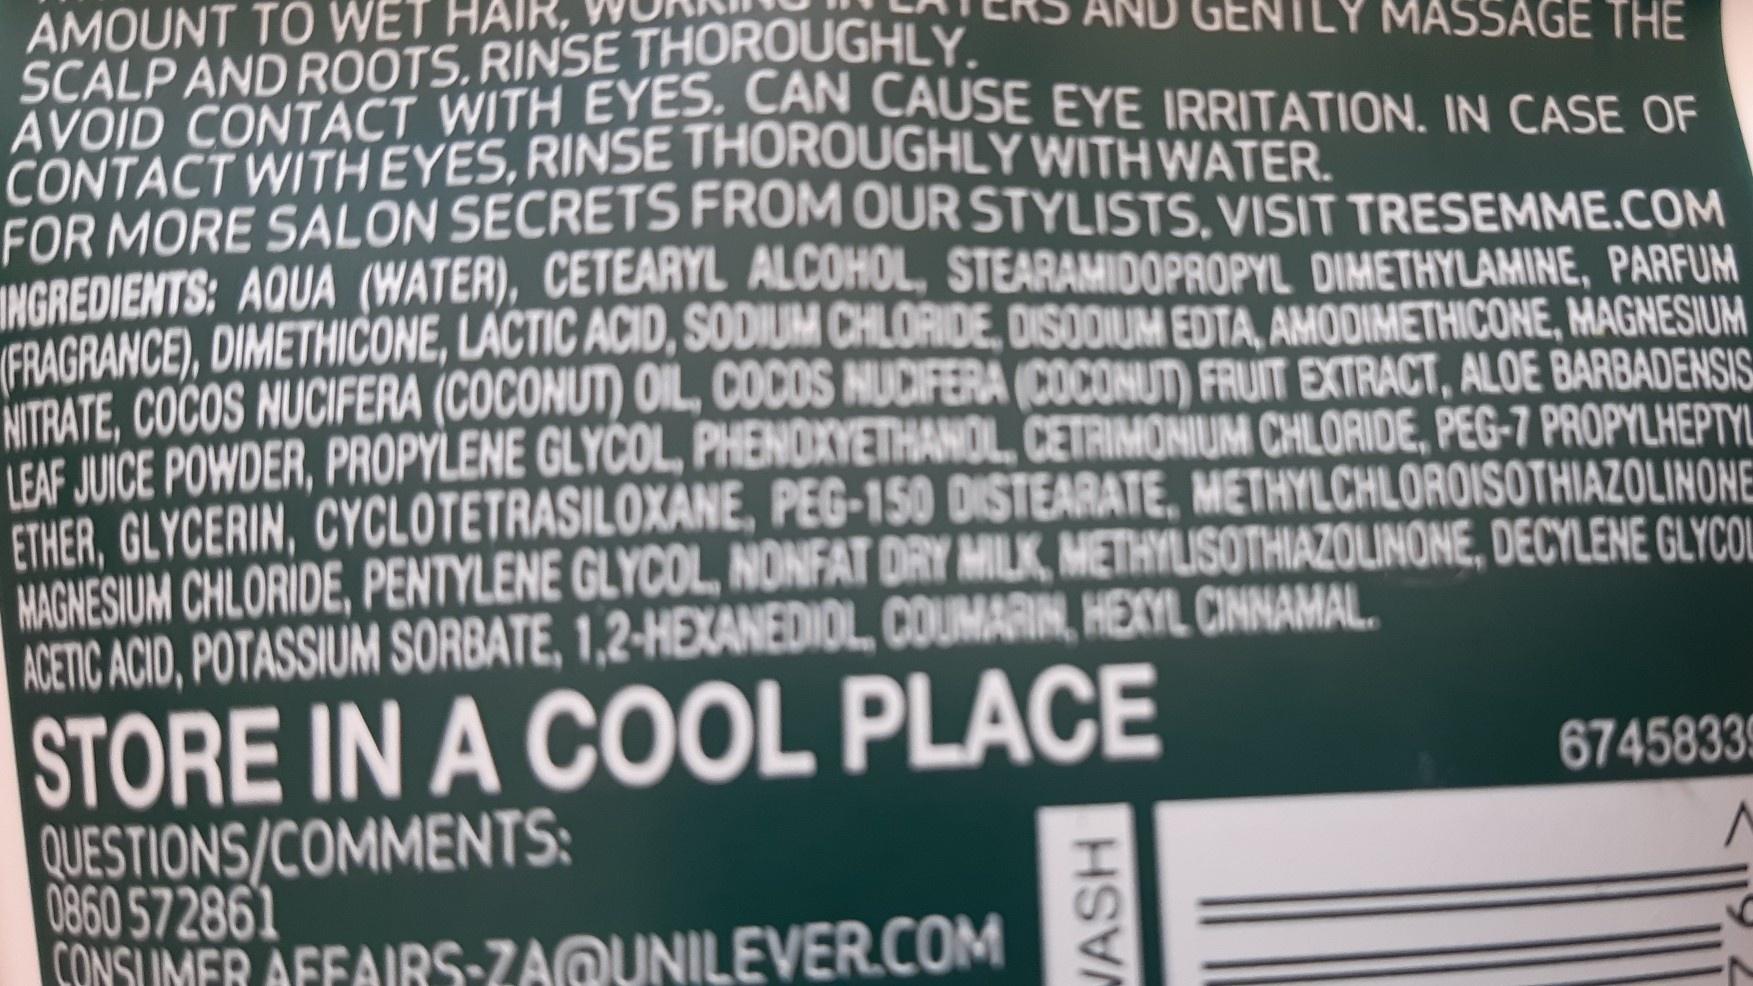 AMOUNT TO WET HAIR, WORKING IN LAYERS AND GENTLY MASSAGE THE
SCALP AND ROOTS. RINSE THOROUGHLY.
AVOID CONTACT WITH EYES. CAN CAUSE EYE IRRITATION. IN CASE OF
CONTACT WITH EYES, RINSE THOROUGHLY WITH WATER.
FOR MORE SALON SECRETS FROM OUR STYLISTS, VISIT TRESEMME.COM
INGREDIENTS: AQUA (WATER), CETEARYL ALCOHOL, STEARAMIDOPROPYL DIMETHYLAMINE, PARFUM
(FRAGRANCE), DIMETHICONE, LACTIC ACID, SODIUM CHLORIDE, DISODIUM EDTA, AMODIMETHICONE, MAGNESIUM
NITRATE, COCOS NUCIFERA (COCONUT) OIL, COCOS NUCIFERA (COCONUT) FRUIT EXTRACT, ALOE BARBADENSIS
LEAF JUICE POWDER, PROPYLENE GLYCOL, PHENOXYETHANOL, CETRIMONIUM CHLORIDE, PEG-7 PROPYLHEPTYL
ETHER, GLYCERIN, CYCLOTETRASILOXANE, PEG-150 DISTEARATE, METHYLCHLOROISOTHIAZOLINONE
MAGNESIUM CHLORIDE, PENTYLENE GLYCOL, NONFAT DRY MILK, METHYLISOTHIAZOLINONE, DECYLENE GLYCOL
ACETIC ACID, POTASSIUM SORBATE, 1,2-HEXANEDIOL, COUMARIN, HEXYL CINNAMAL.
STORE IN A COOL PLACE
6745833
QUESTIONS/COMMENTS:
0860 572861
CONSUMER.AFFAIRS-ZA@UNILEVER.COM
WASH